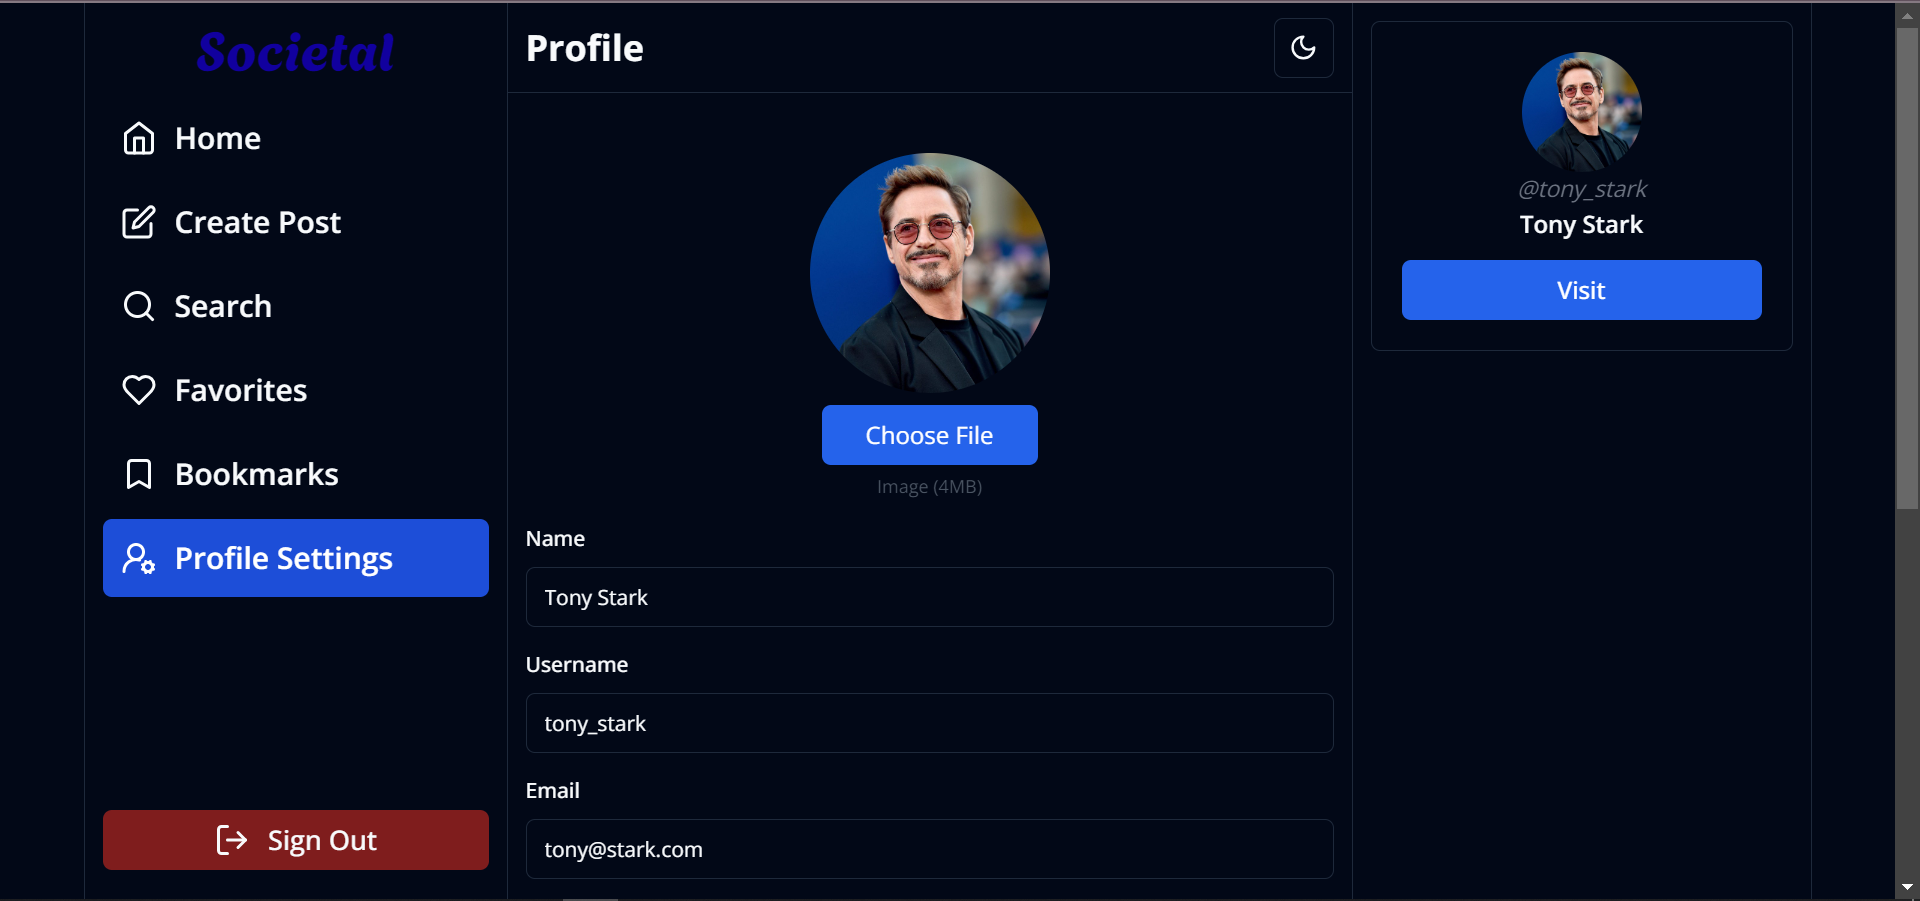 Societal
Home
Create Post
Search
Favorites
Bookmarks
Profile Settings
Sign Out
Profile
Choose File
Image (4MB)
Name
Tony Stark
Username
tony_stark
Email
tony@stark.com
@tony_stark
Tony Stark
Visit